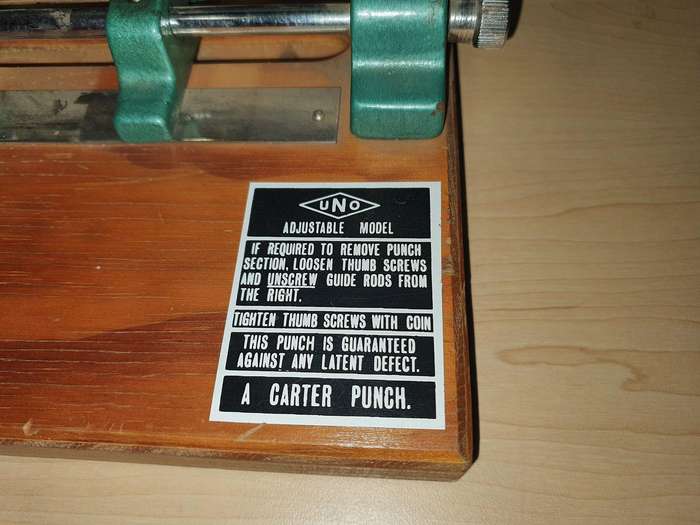 UNO
ADJUSTABLE MODEL
IF REQUIRED TO REMOVE PUNCH
SECTION, LOOSEN THUMB SCREWS
AND UNSCREW GUIDE RODS FROM
THE RIGHT.
TIGHTEN THUMB SCREWS WITH COIN
THIS PUNCH IS GUARANTEED
AGAINST ANY LATENT DEFECT.
A CARTER PUNCH.